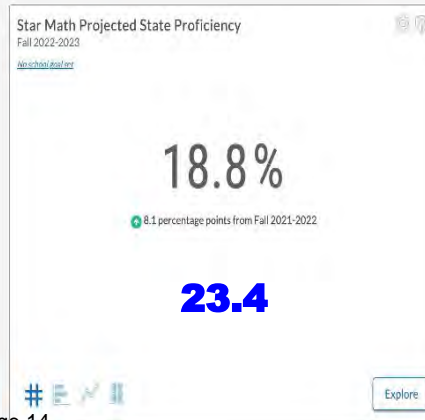 Star Math Projected State Proficiency
Fall 2022-2023
No school goal set
18.8%
8.1 percentage points from Fall 2021-2022
23.4
Explore
14